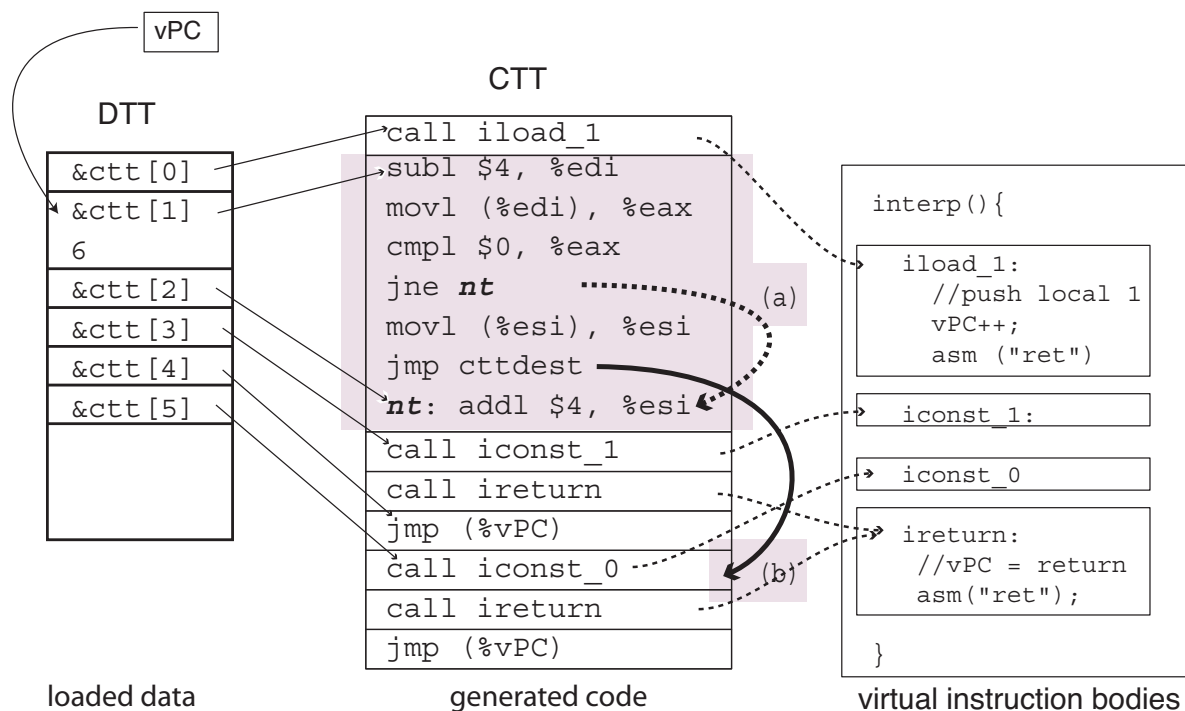 vPC
DTT
&ctt[0]
&ctt[1]
6
&ctt[2]
&ctt[3]
&ctt[4]
&ctt[5]
loaded data
CTT
call iload_1
subl $4, %edi
movl (%edi), %eax
cmpl $0, %eax
jne nt
movl (%esi), %esi
jmp cttdest
nt: addl $4, %esi
call iconst_1
call ireturn
jmp (%vPC)
call iconst_0
call ireturn
jmp (%vPC)
generated code
(a)
(b)
interp(){
iload_1:
//push local 1
vPC++;
asm ("ret")
iconst_1:
iconst_0
ireturn:
//vPC = return
asm("ret");
}
virtual instruction bodies